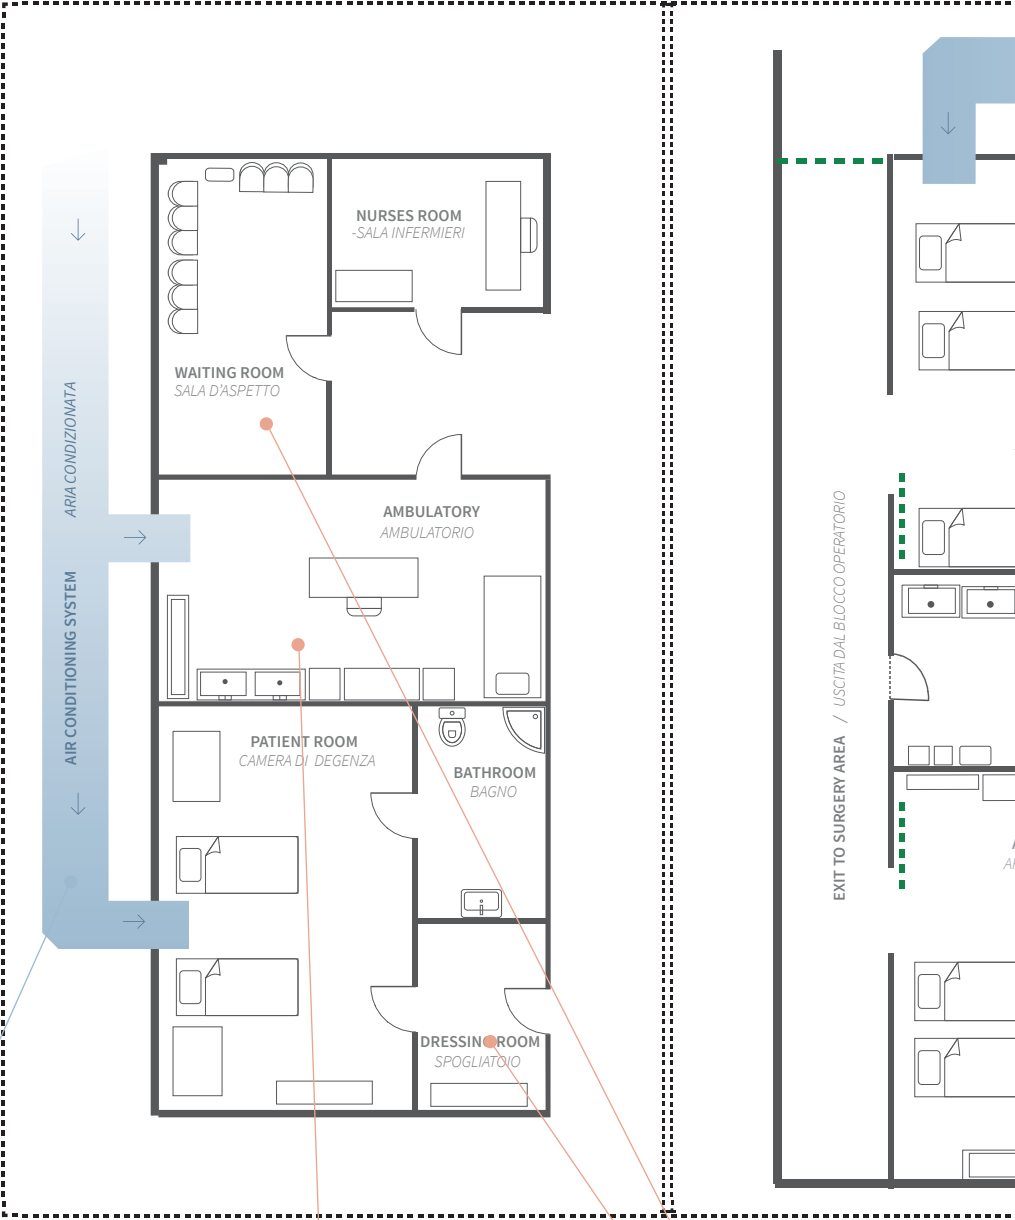 NURSES ROOM
-SALA INFERMIERI
WAITING ROOM
SALA D'ASPETTO
AIR CONDITIONING SYSTEM ARIA CONDIZIONATA
AMBULATORY
AMBULATORIO
PATIENT ROOM
CAMERA DI DEGENZA
BATHROOM
BAGNO
DRESSING ROOM
SPOGLIATOIO
EXIT TO SURGERY AREA / USCITA DAL BLOCCO OPERATORIO